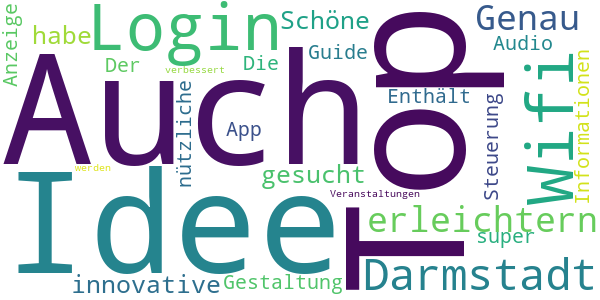 Anzeige
habe
Login
Schöne
Genau
Der
verbessert
Die
Guide
Audio
Auch
Top
Wifi
Informationen
nützliche
App
Enthält
Steuerung
werden
Idee
gesucht
Veranstaltungen
erleichtern
super
innovative
Gestaltung
Darmstadt